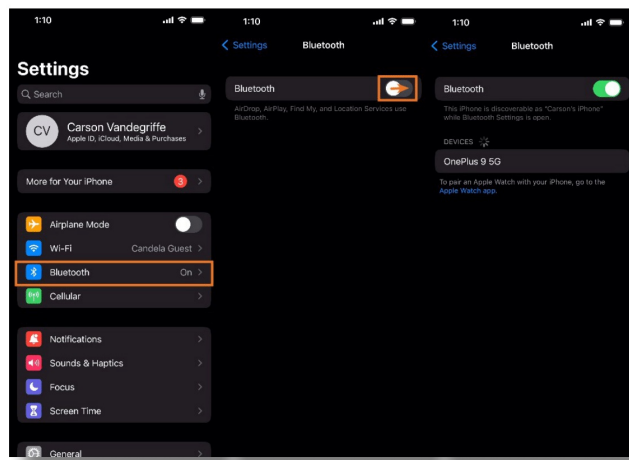 1:10
Settings
Search
CV
Carson Vandegriffe
Apple ID, iCloud, Media & Purchases
More for Your iPhone
3
Airplane Mode
Wi-Fi
Candela Guest
Bluetooth
On
Cellular
Notifications
Sounds & Haptics
Focus
Screen Time
General
1:10
Settings
Bluetooth
Bluetooth
AirDrop, AirPlay, Find My, and Location Services use
Bluetooth.
1:10
Settings
Bluetooth
Bluetooth
This iPhone is discoverable as "Carson's iPhone"
while Bluetooth Settings is open.
DEVICES
OnePlus 9 5G
To pair an Apple Watch with your iPhone, go to the
Apple Watch app.